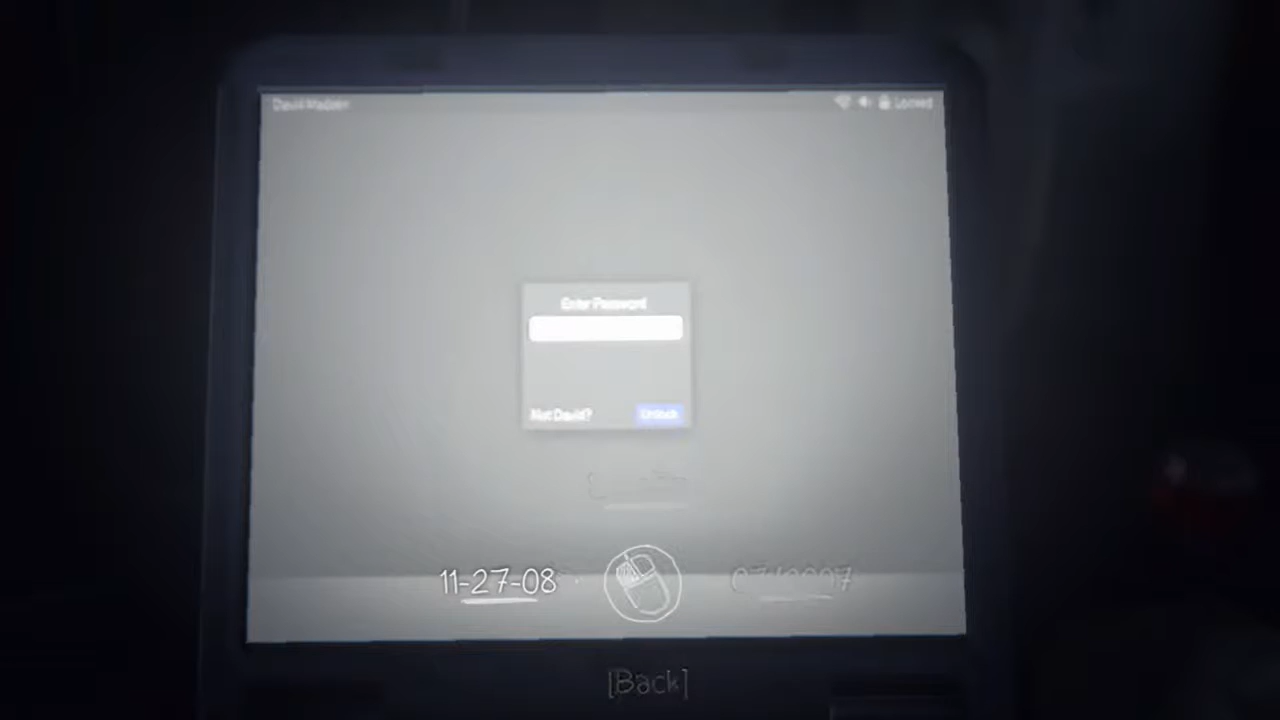 David Madsen
Locked
Enter Password
Not David?
Unlock
11-27-08
[Back]